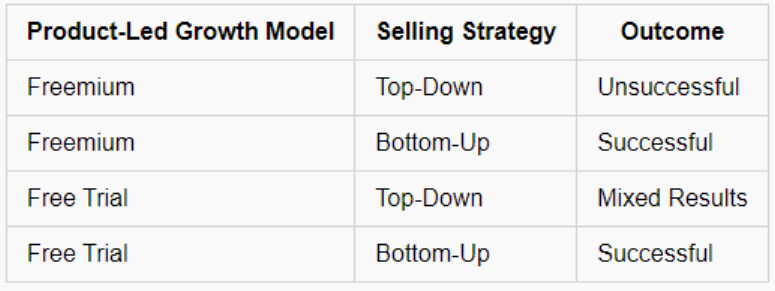 Product-Led Growth Model Selling Strategy Outcome
Freemium Top-Down Unsuccessful
Freemium Bottom-Up Successful
Free Trial Top-Down Mixed Results
Free Trial Bottom-Up Successful